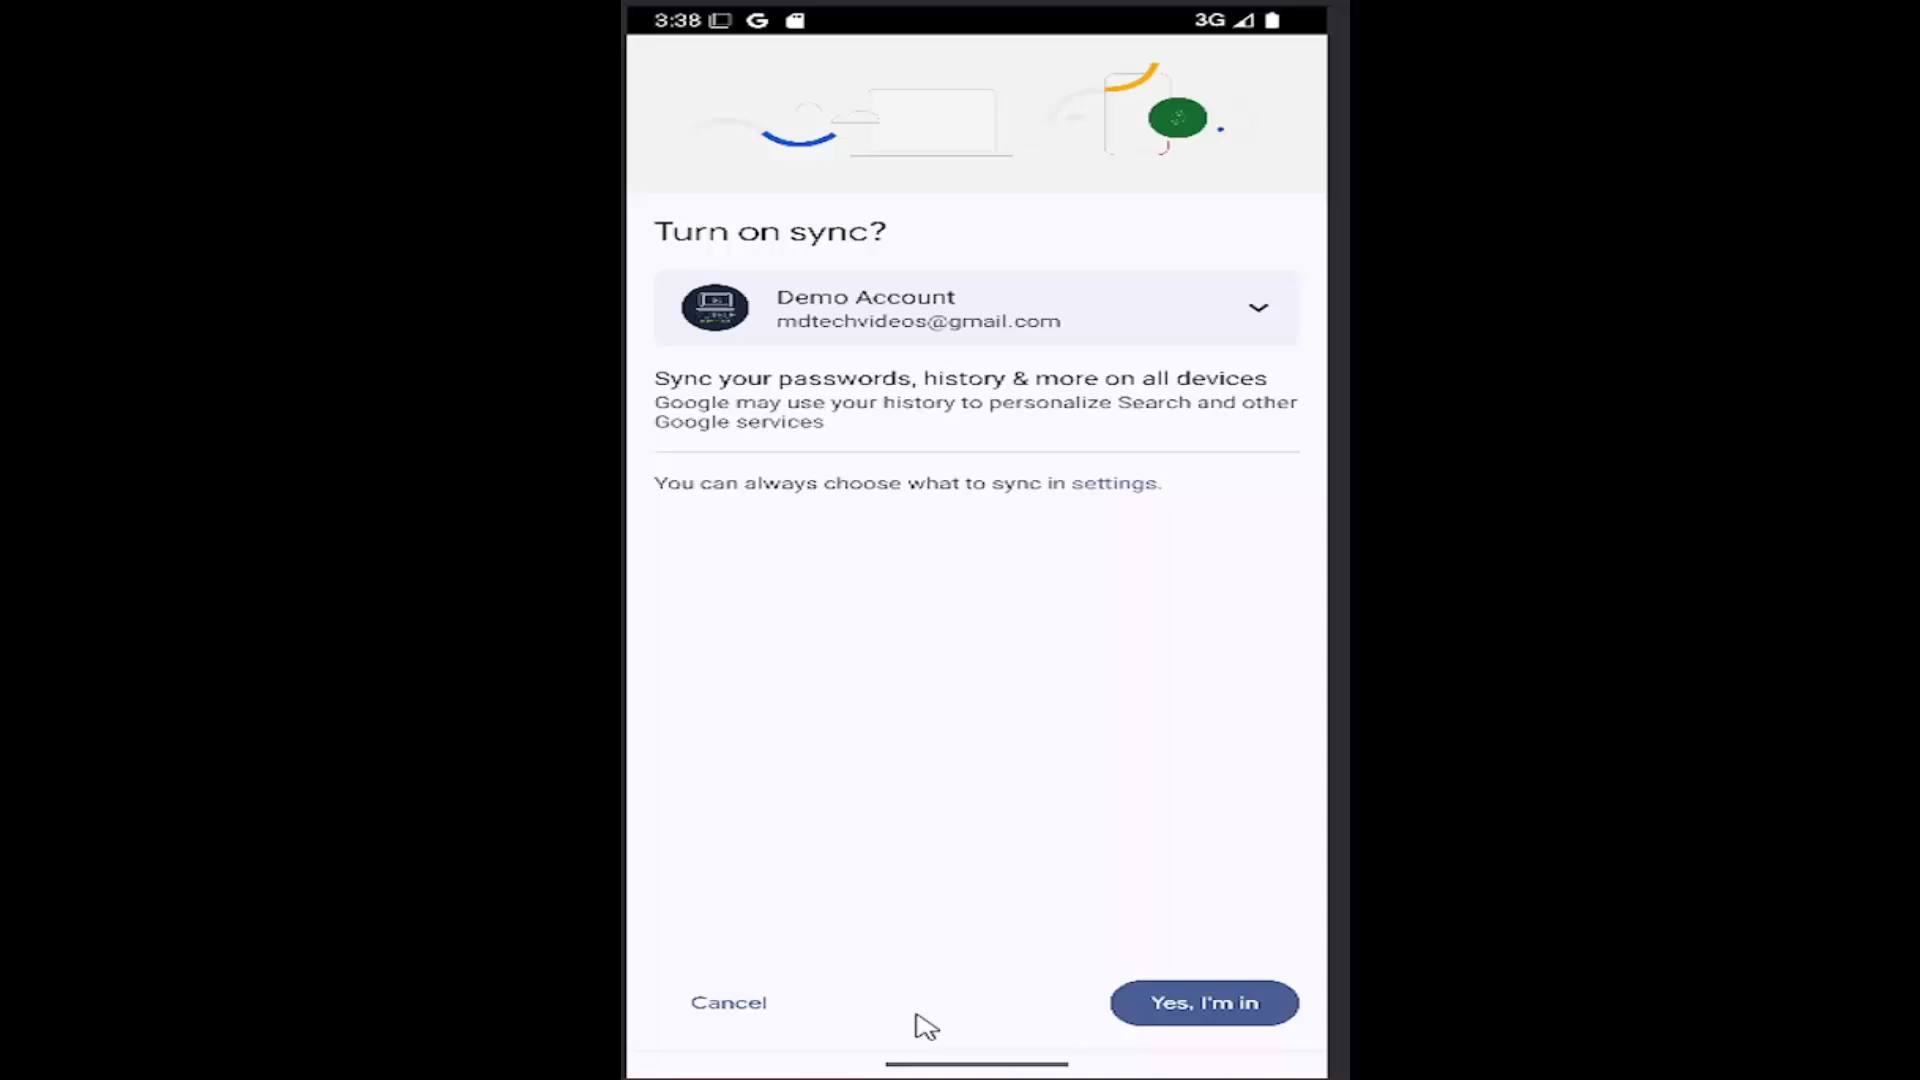 3:38
3G
Turn on sync?
Demo Account
mdtechvideos@gmail.com
Sync your passwords, history & more on all devices
Google may use your history to personalize Search and other
Google services
You can always choose what to sync in settings.
Cancel
Yes, I'm in